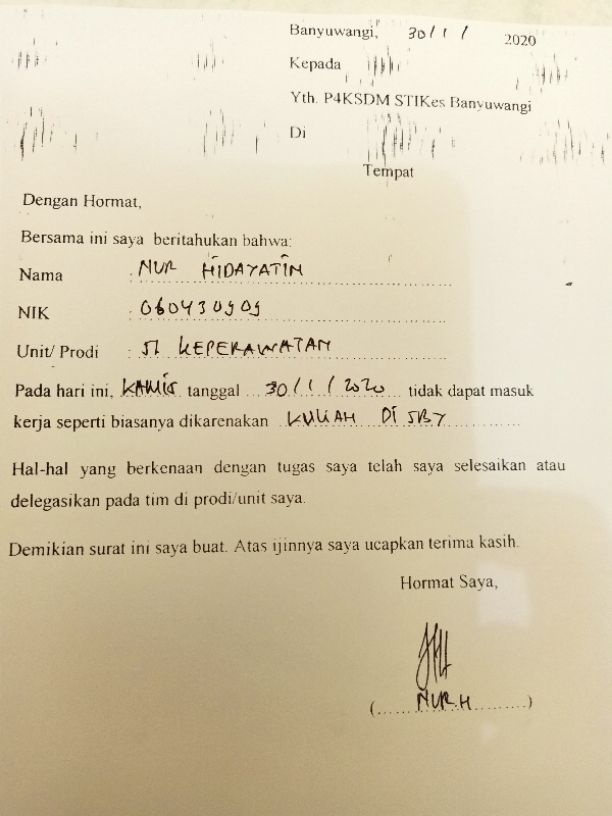 Banyuwangi, 30/1/ 2020
Kepada
Yth. P4KSDM STIKes Banyuwangi
Di
Tempat
Dengan Hormat,
Bersama ini saya beritahukan bahwa:
Nama : NUR HIDAYATIN
NIK : 060430909
Unit/ Prodi : S1 KEPERAWATAN
Pada hari ini, KAMIS tanggal 30/1/2020 tidak dapat masuk
kerja seperti biasanya dikarenakan KULIAH DI SBY
Hal-hal yang berkenaan dengan tugas saya telah saya selesaikan atau
delegasikan pada tim di prodi/unit saya.
Demikian surat ini saya buat. Atas ijinnya saya ucapkan terima kasih.
Hormat Saya,
(...NUR.H...)